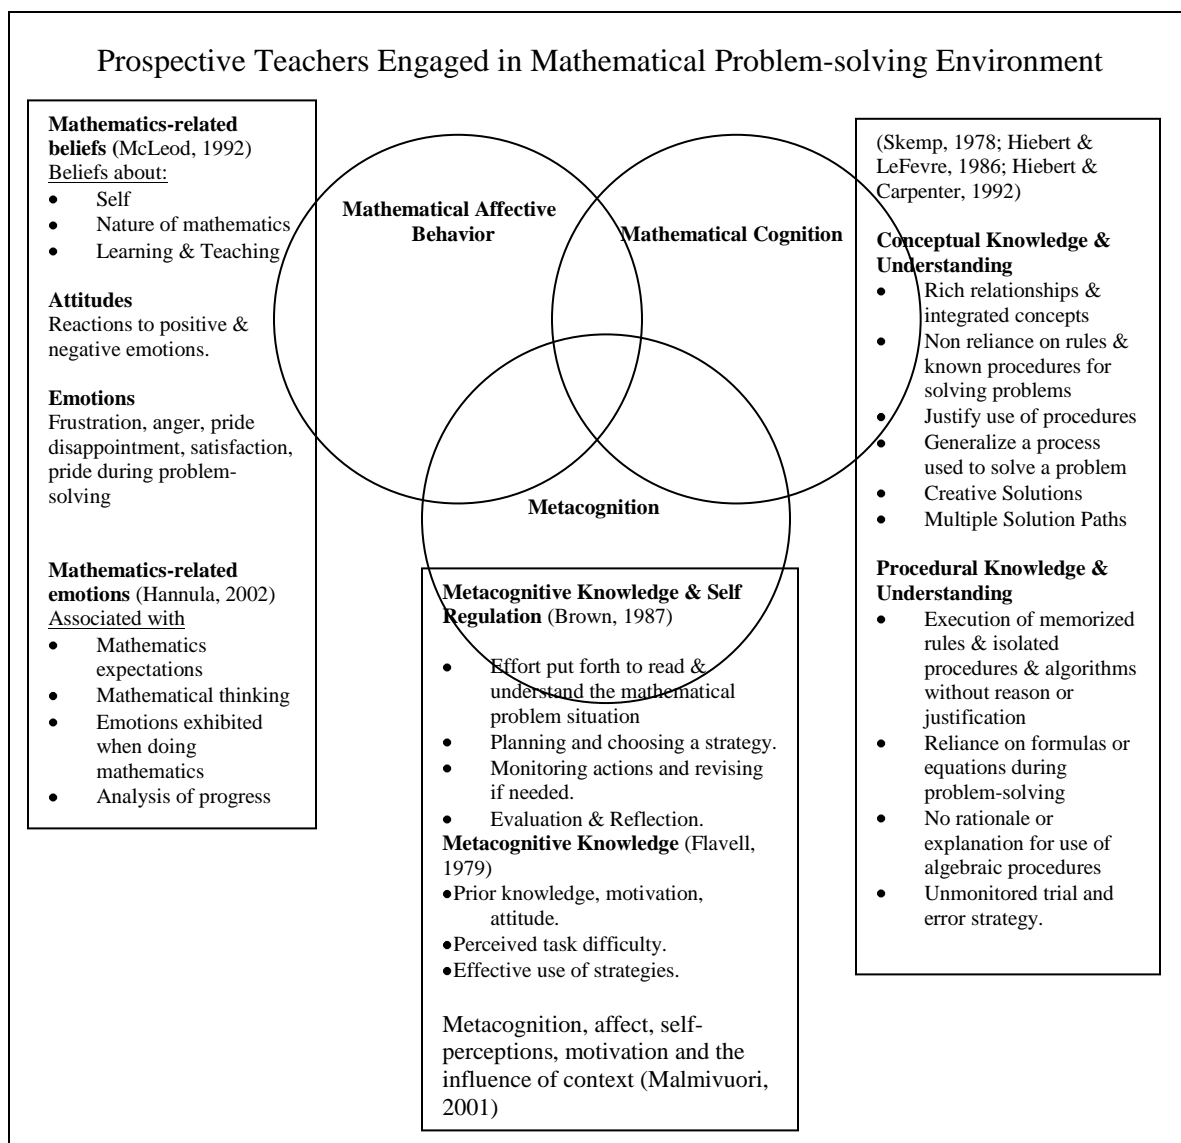 Prospective Teachers Engaged in Mathematical Problem-solving Environment
Mathematics-related
beliefs (McLeod, 1992)
Beliefs about:
• Self
• Nature of mathematics
• Learning & Teaching
Attitudes
Reactions to positive &
negative emotions.
Emotions
Frustration, anger, pride
disappointment, satisfaction,
pride during problem-
solving
Mathematics-related
emotions (Hannula, 2002)
Associated with
• Mathematics
expectations
• Mathematical thinking
• Emotions exhibited
when doing
mathematics
• Analysis of progress
Mathematical Affective
Behavior
Mathematical Cognition
Metacognition
Metacognitive Knowledge & Self
Regulation (Brown, 1987)
• Effort put forth to read &
understand the mathematical
problem situation
• Planning and choosing a strategy.
• Monitoring actions and revising
if needed.
• Evaluation & Reflection.
Metacognitive Knowledge (Flavell,
1979)
•Prior knowledge, motivation,
attitude.
•Perceived task difficulty.
•Effective use of strategies.
Metacognition, affect, self-
perceptions, motivation and the
influence of context (Malmivuori,
2001)
(Skemp, 1978; Hiebert &
LeFevre, 1986; Hiebert &
Carpenter, 1992)
Conceptual Knowledge &
Understanding
• Rich relationships &
integrated concepts
• Non reliance on rules &
known procedures for
solving problems
• Justify use of procedures
• Generalize a process
used to solve a problem
• Creative Solutions
• Multiple Solution Paths
Procedural Knowledge &
Understanding
• Execution of memorized
rules & isolated
procedures & algorithms
without reason or
justification
• Reliance on formulas or
equations during
problem-solving
• No rationale or
explanation for use of
algebraic procedures
• Unmonitored trial and
error strategy.